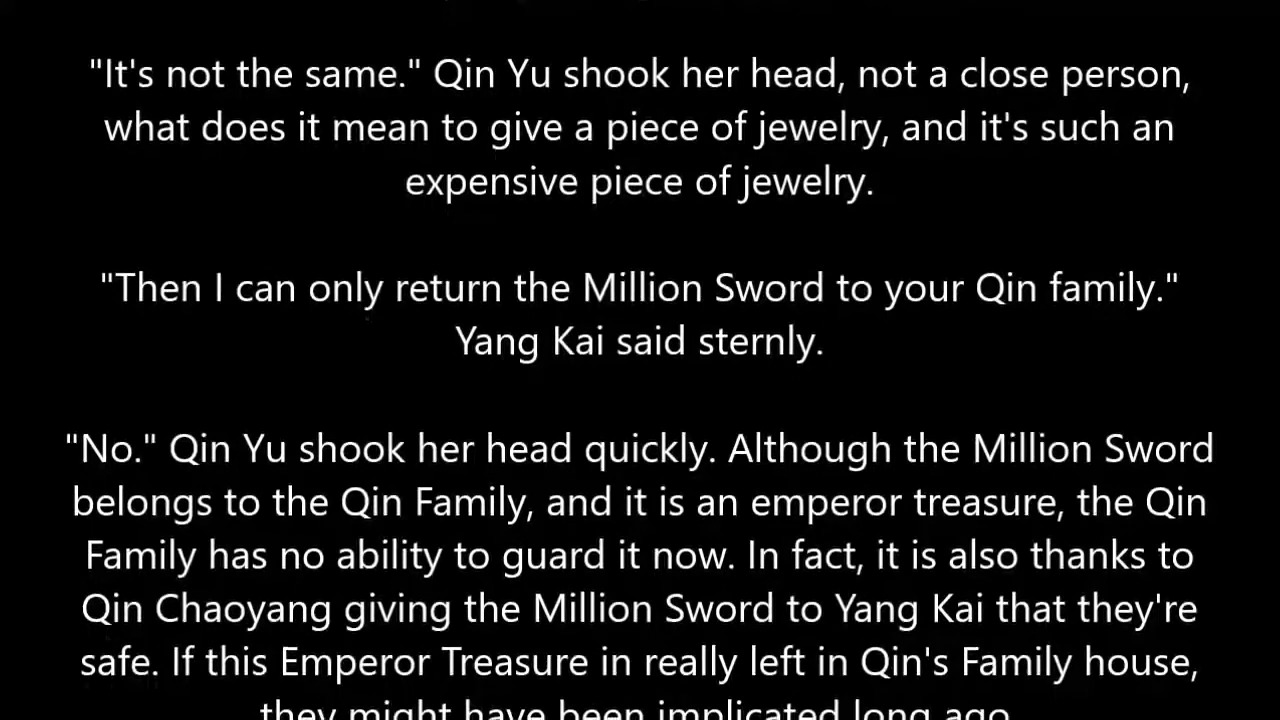 "It's not the same." Qin Yu shook her head, not a close person,
what does it mean to give a piece of jewelry, and it's such an
expensive piece of jewelry.
"Then I can only return the Million Sword to your Qin family."
Yang Kai said sternly.
"No." Qin Yu shook her head quickly. Although the Million Sword
belongs to the Qin Family, and it is an emperor treasure, the Qin
Family has no ability to guard it now. In fact, it is also thanks to
Qin Chaoyang giving the Million Sword to Yang Kai that they're
safe. If this Emperor Treasure in really left in Qin's Family house,
they might have been implicated long ago.